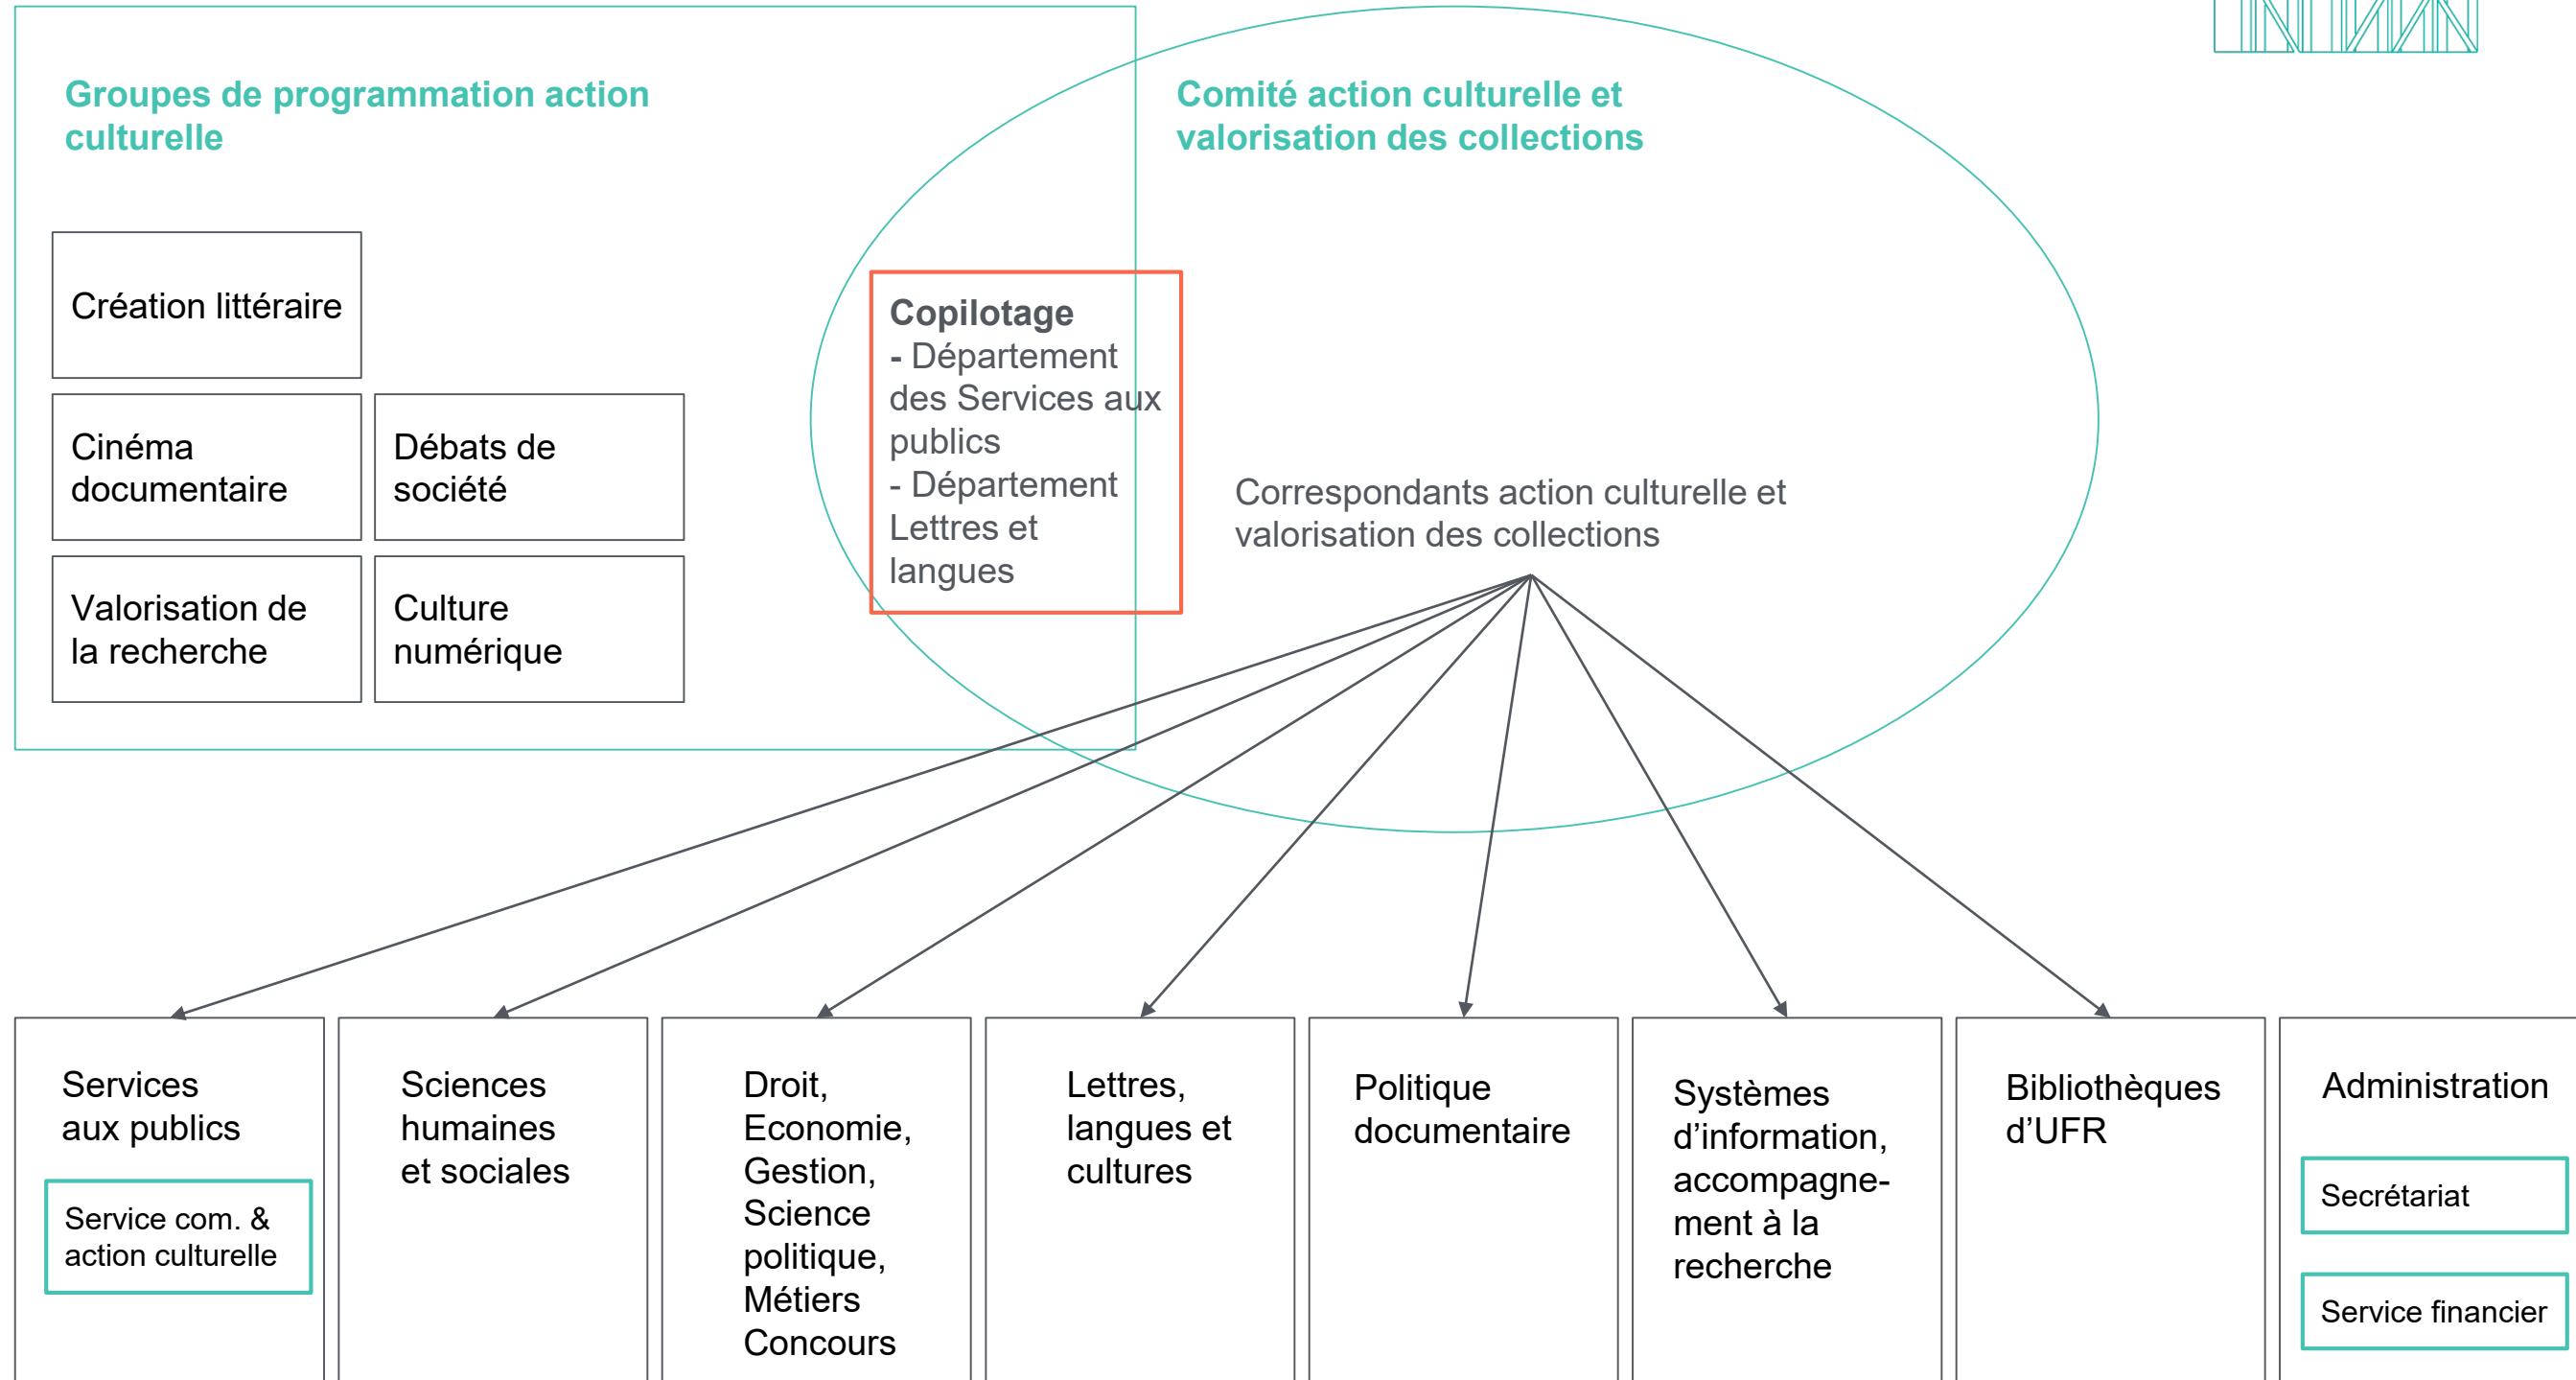 Groupes de programmation action
culturelle
Comité action culturelle et
valorisation des collections
Création littéraire
Cinéma
documentaire
Débats de
société
Valorisation de
la recherche
Culture
numérique
Copilotage
- Département
des Services aux
publics
- Département
Lettres et
langues
Correspondants action culturelle et
valorisation des collections
Services
aux publics
Service com. &
action culturelle
Sciences
humaines
et sociales
Droit,
Economie,
Gestion,
Science
politique,
Métiers
Concours
Lettres,
langues et
cultures
Politique
documentaire
Systèmes
d’information,
accompagne-
ment à la
recherche
Bibliothèques
d’UFR
Administration
Secrétariat
Service financier